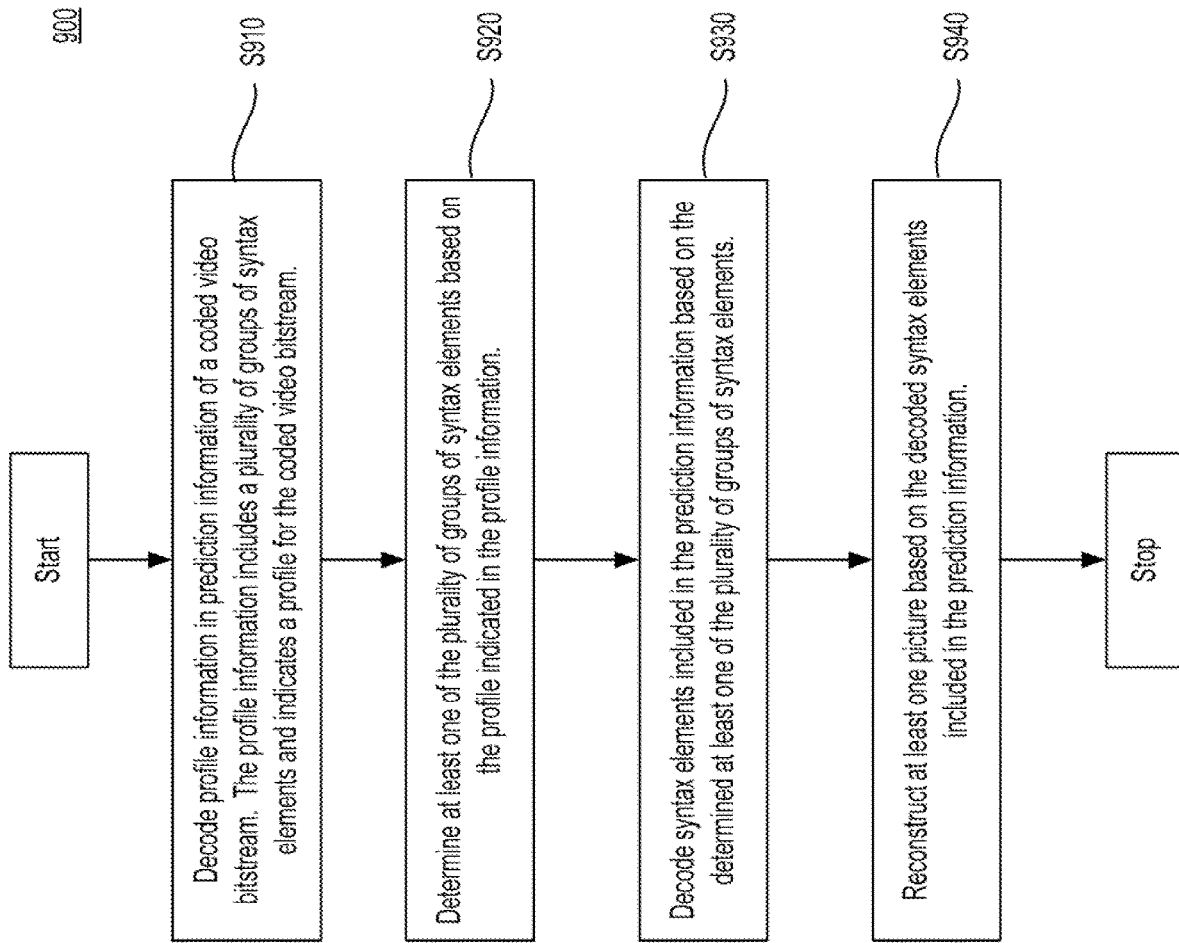 900
Start
Decode profile information in prediction information of a coded video
bitstream. The profile information includes a plurality of groups of syntax
elements and indicates a profile for the coded video bitstream.
S910
Determine at least one of the plurality of groups of syntax elements based on
the profile indicated in the profile information.
S920
Decode syntax elements included in the prediction information based on the
determined at least one of the plurality of groups of syntax elements.
S930
Reconstruct at least one picture based on the decoded syntax elements
included in the prediction information.
S940
Stop